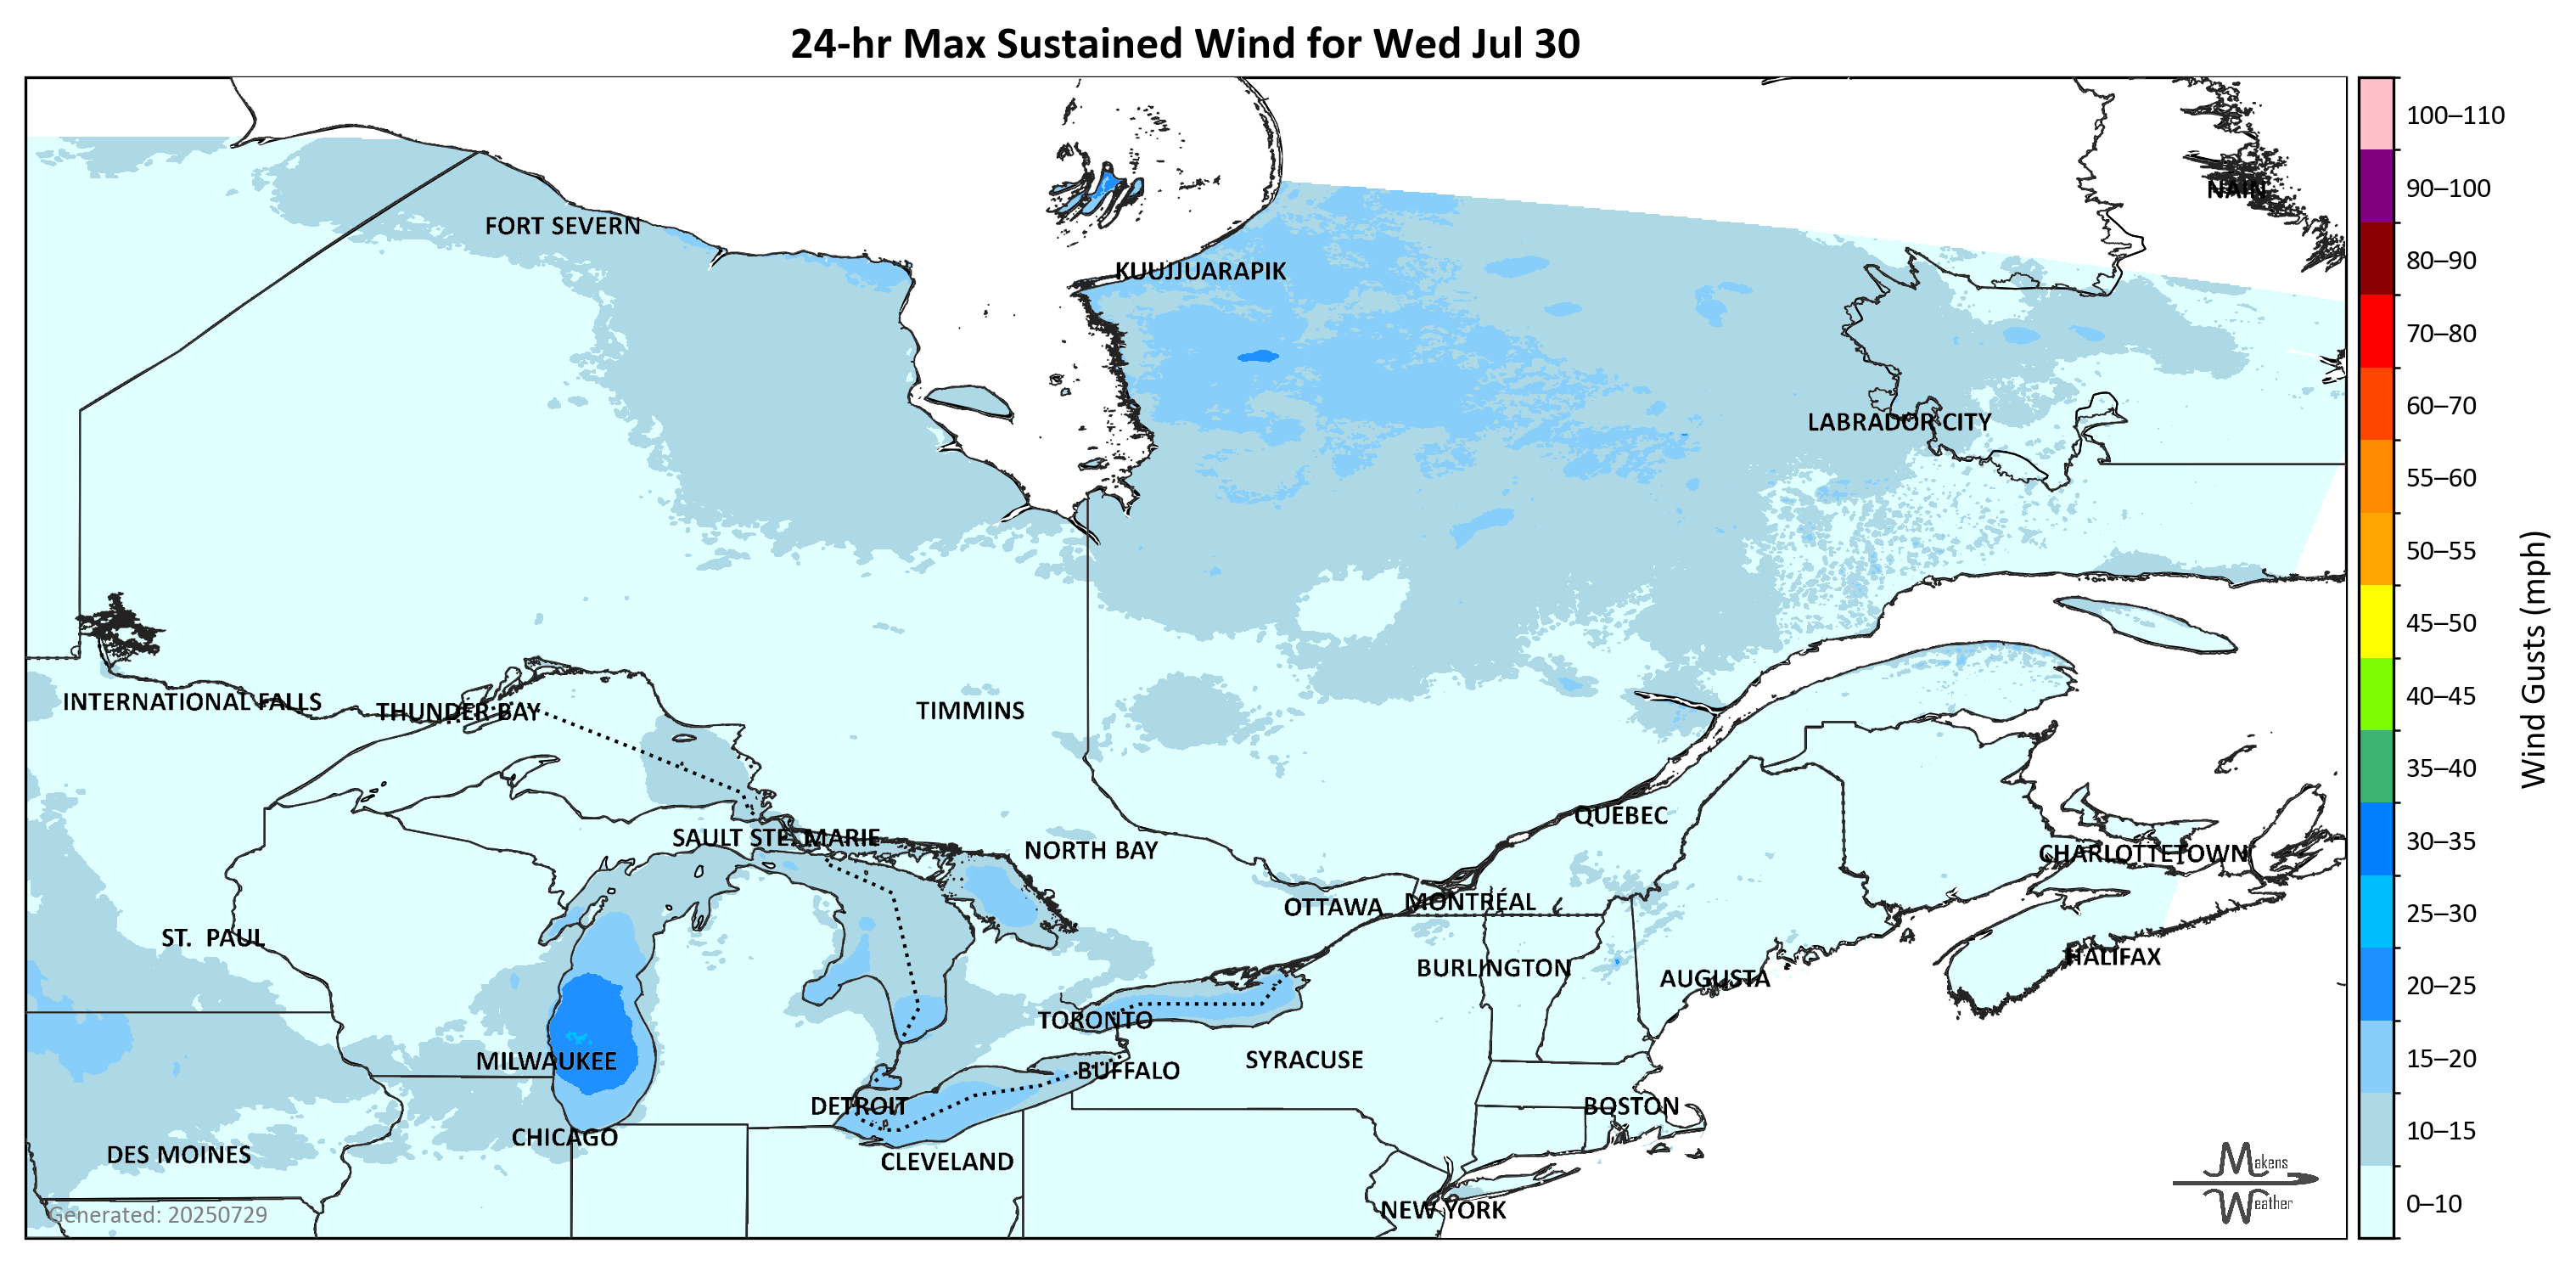 24-hr Max Sustained Wind for Wed Jul 30
NAIN
FORT SEVERN
KUUJJUARAPIK
LABRADOR CITY
INTERNATIONAL FALLS
THUNDER BAY
TIMMINS
QUÉBEC
SAULT STE. MARIE
NORTH BAY
CHARLOTTETOWN
OTTAWA
MONTRÉAL
ST. PAUL
HALIFAX
BURLINGTON
AUGUSTA
TORONTO
MILWAUKEE
SYRACUSE
BUFFALO
DETROIT
BOSTON
CHICAGO
DES MOINES
CLEVELAND
NEW YORK
Generated: 20250729
Makens
Weather
100–110
90–100
80–90
70–80
60–70
55–60
50–55
45–50
40–45
35–40
30–35
25–30
20–25
15–20
10–15
0–10
Wind Gusts (mph)